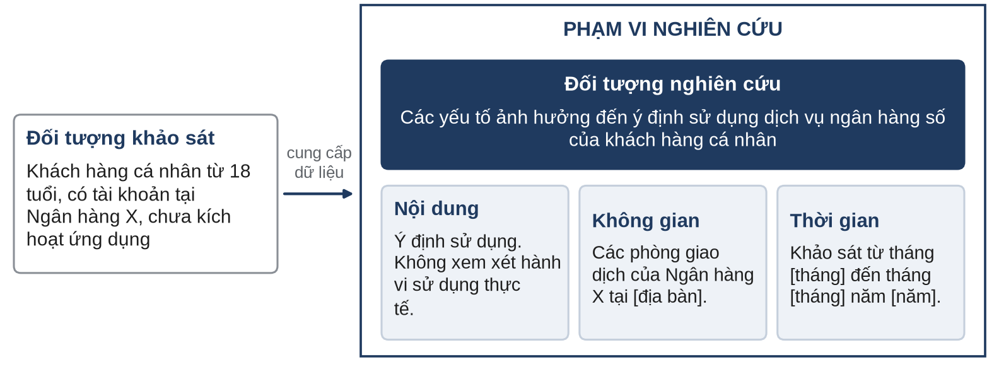 PHẠM VI NGHIÊN CỨU
Đối tượng nghiên cứu
Các yếu tố ảnh hưởng đến ý định sử dụng dịch vụ ngân hàng số
của khách hàng cá nhân
Đối tượng khảo sát
Khách hàng cá nhân từ 18
tuổi, có tài khoản tại
Ngân hàng X, chưa kích
hoạt ứng dụng
cung cấp
dữ liệu
Nội dung
Ý định sử dụng.
Không xem xét hành
vi sử dụng thực
tế.
Không gian
Các phòng giao
dịch của Ngân hàng
X tại [địa bàn].
Thời gian
Khảo sát từ tháng
[tháng] đến tháng
[tháng] năm [năm].